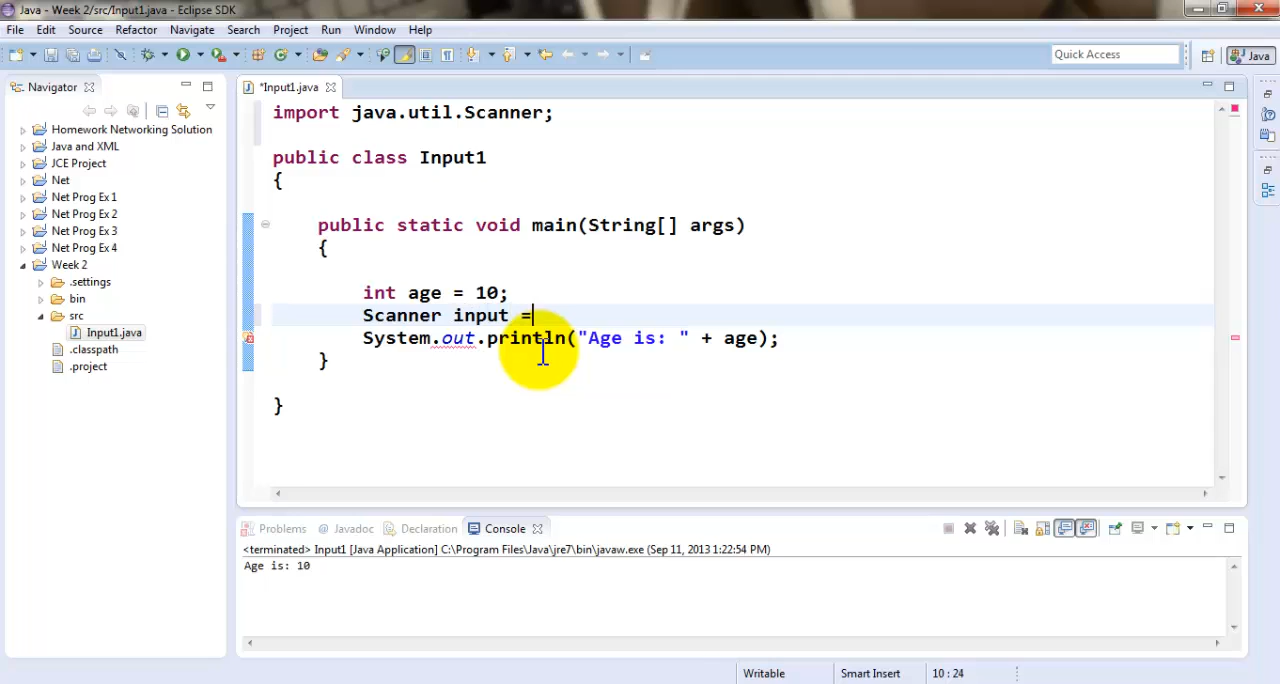 Java - Week 2/src/Input1.java - Eclipse SDK
File Edit Source Refactor Navigate Search Project Run Window Help
Quick Access
Java
Navigator
Homework Networking Solution
Java and XML
JCE Project
Net
Net Prog Ex 1
Net Prog Ex 2
Net Prog Ex 3
Net Prog Ex 4
Week 2
.settings
bin
src
Input1.java
.classpath
.project
*Input1.java
import java.util.Scanner;
public class Input1
{
public static void main(String[] args)
{
int age = 10;
Scanner input =
System.out.println("Age is: " + age);
}
}
Problems @ Javadoc Declaration Console
<terminated> Input1 [Java Application] C:\Program Files\Java\jre7\bin\javaw.exe (Sep 11, 2013 1:22:54 PM)
Age is: 10
Writable Smart Insert 10 : 24